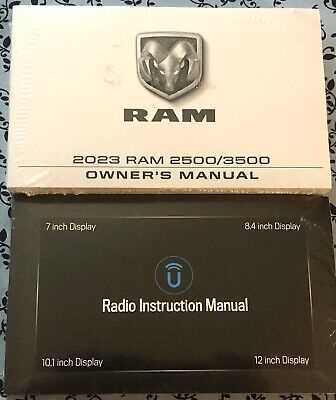 RAM
2023 RAM 2500/3500
OWNER'S MANUAL
7 inch Display 8.4 inch Display
U
Radio Instruction Manual
10.1 inch Display 12 inch Display